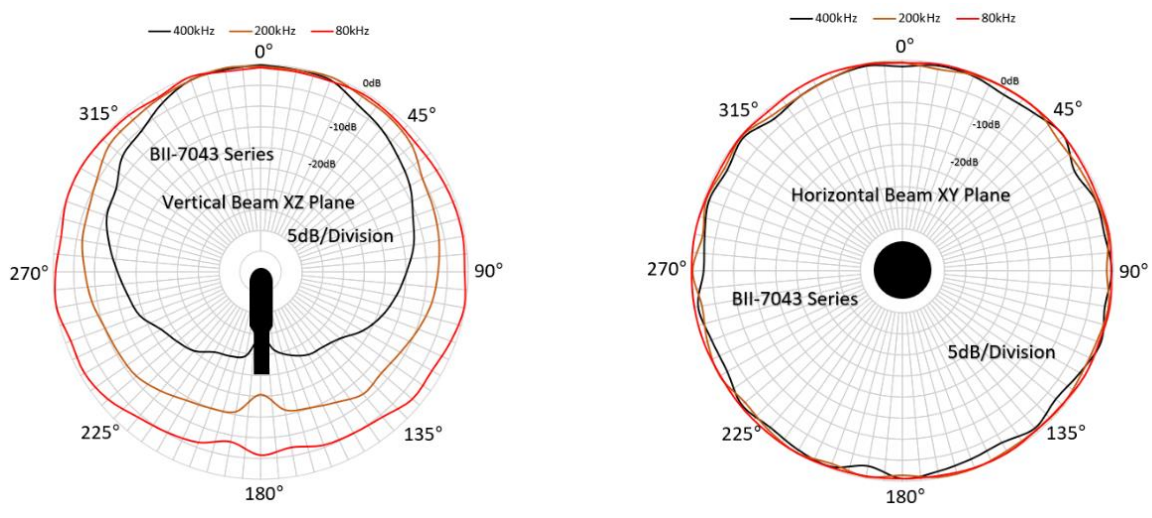 400kHz 200kHz 80kHz
0°
0dB
45°
315°
-10dB
BII-7043 Series
-20dB
Vertical Beam XZ Plane
5dB/Division
270°
90°
225°
135°
180°
400kHz 200kHz 80kHz
0°
0dB
45°
315°
-10dB
-20dB
Horizontal Beam XY Plane
270°
90°
BII-7043 Series
5dB/Division
225°
135°
180°